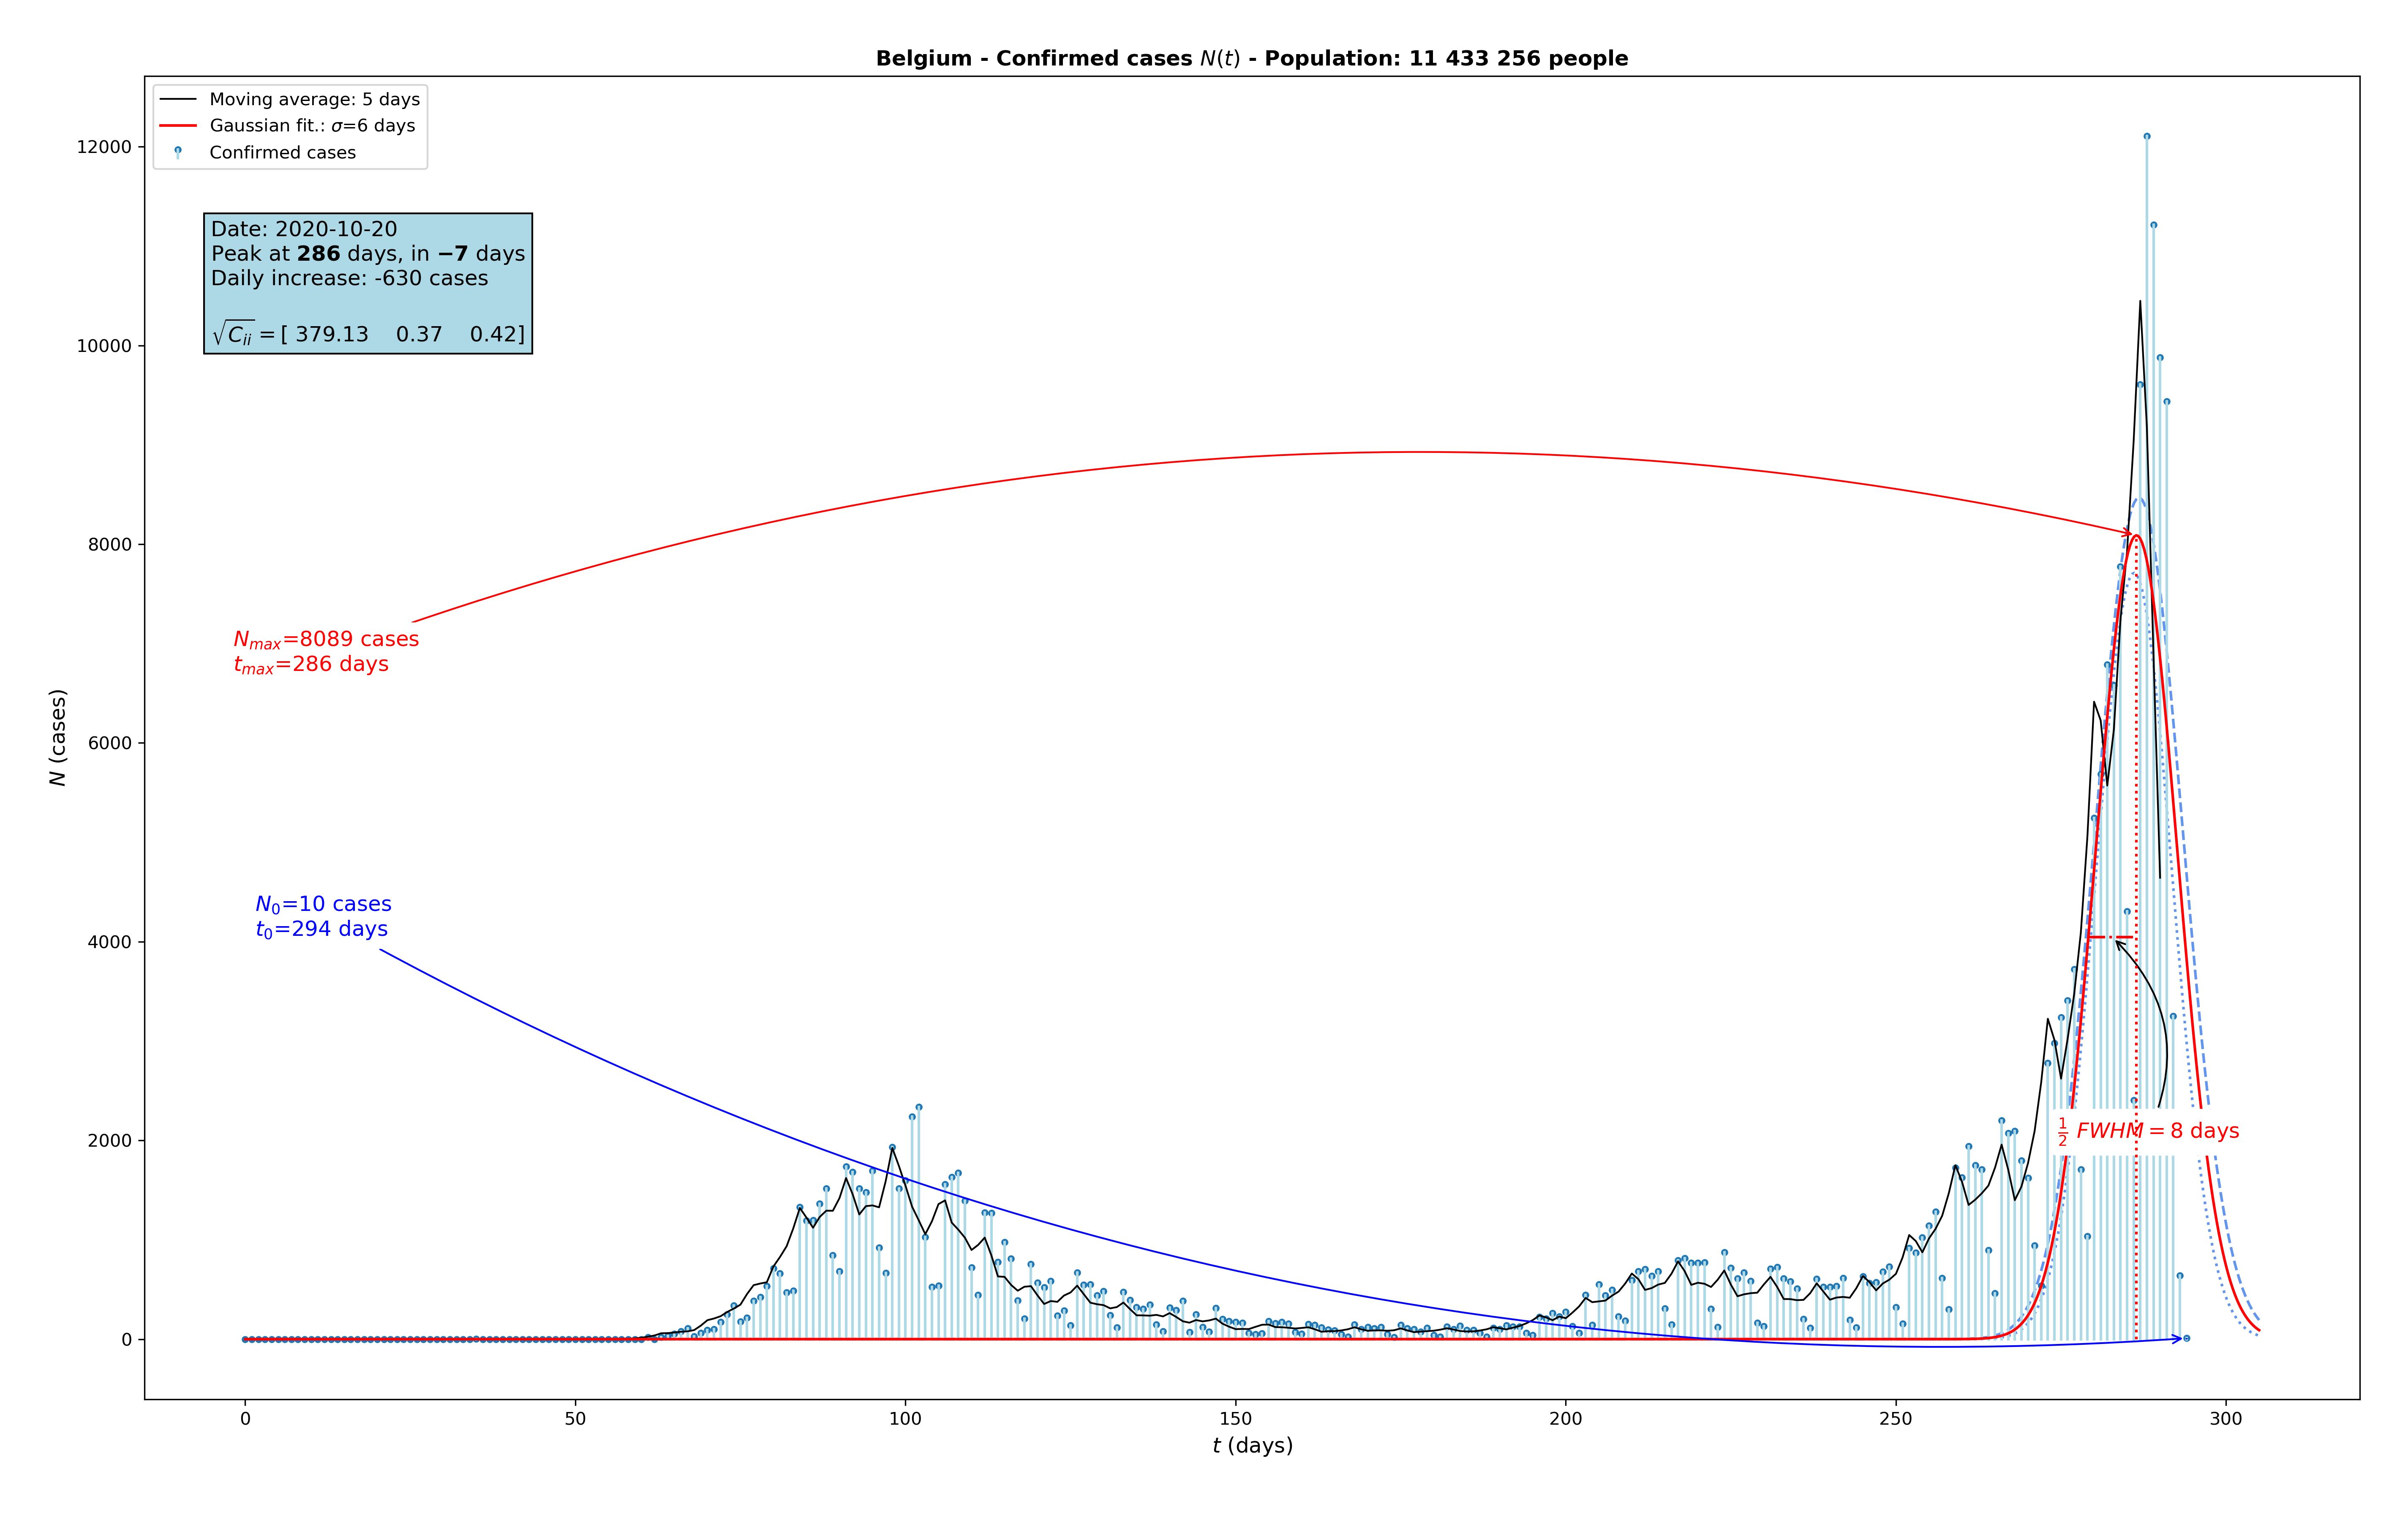 Belgium - Confirmed cases N(t) - Population: 11 433 256 people
Moving average: 5 days
Gaussian fit.: σ=6 days
Confirmed cases
Date: 2020-10-20
Peak at 286 days, in −7 days
Daily increase: -630 cases
√C_ii = [ 379.13 0.37 0.42]
N_max=8089 cases
t_max=286 days
N_0=10 cases
t_0=294 days
½ FWHM = 8 days
N (cases)
12000
10000
8000
6000
4000
2000
0
0 50 100 150 200 250 300
t (days)